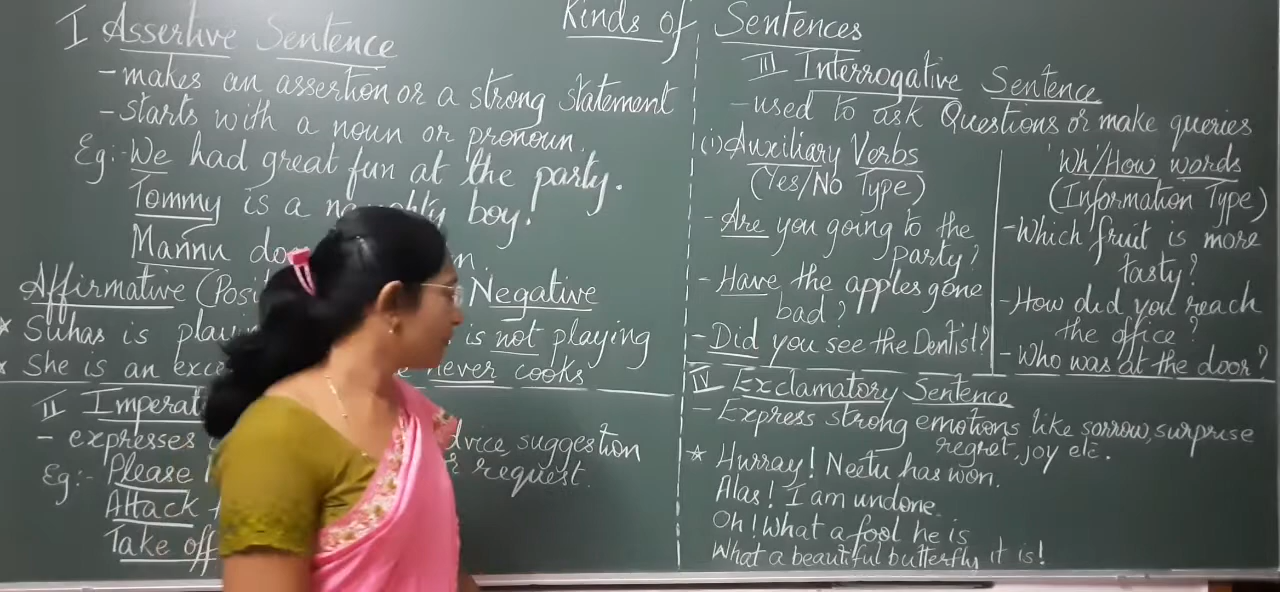 Kinds of Sentences
I Assertive Sentence
- makes an assertion or a strong statement
- starts with a noun or pronoun.
Eg:- We had great fun at the party.
Tommy is a naughty boy.
Mannu
Affirmative Negative
* Suhas is is not playing
* She is an never cooks
II
- expresses suggestion
Eg:- Please request.
Attack
Take off
III Interrogative Sentence
- used to ask Questions or make queries
(i) Auxiliary Verbs
(Yes/No Type)
- Are you going to the
party?
- Have the apples gone
bad?
- Did you see the Dentist?
'Wh'/How words
(Information Type)
- Which fruit is more
tasty?
- How did you reach
the office?
- Who was at the door?
IV Exclamatory Sentence
- Express strong emotions like sorrow, surprise
regret, joy etc.
* Hurray! Neetu has won.
Alas! I am undone.
Oh! What a fool he is
What a beautiful butterfly it is!